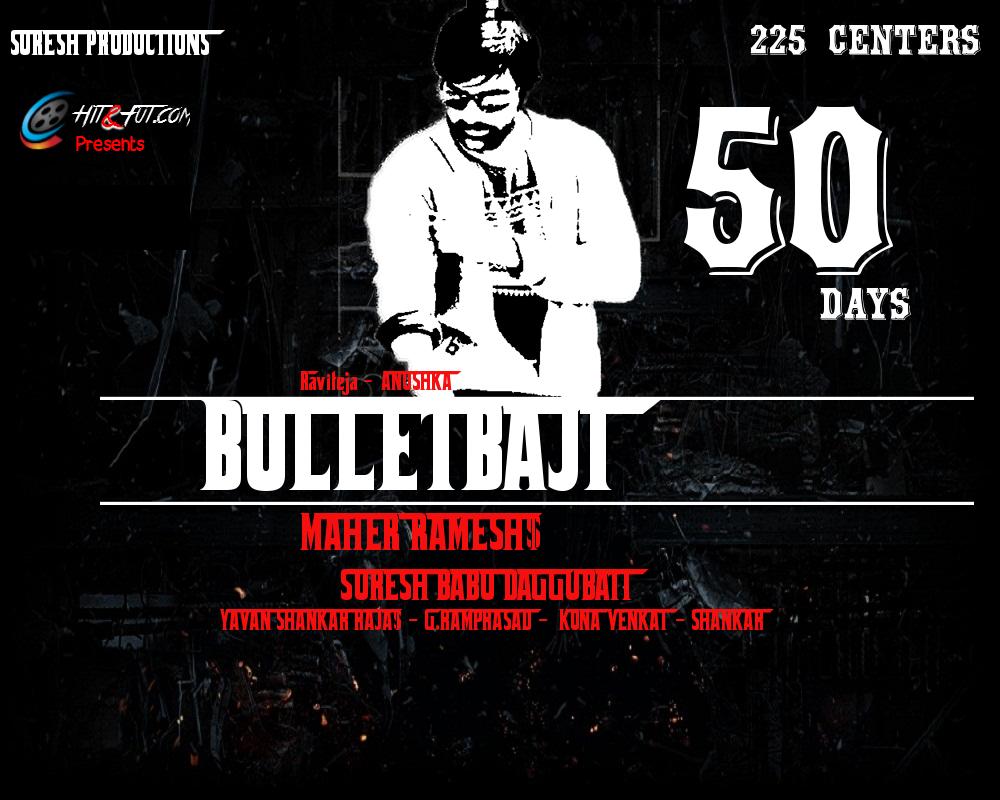 SURESH PRODUCTIONS
225 CENTERS
HIT&FUT.COM
Presents
50
DAYS
Raviteja - ANUSHKA
BULLETBAJI
MAHER RAMESH$
SURESH BABU DAGGUBATI
YAVAN SHANKAR RAJA$ - G.RAMPRASAD - KONA VENKAT - SHANKAR